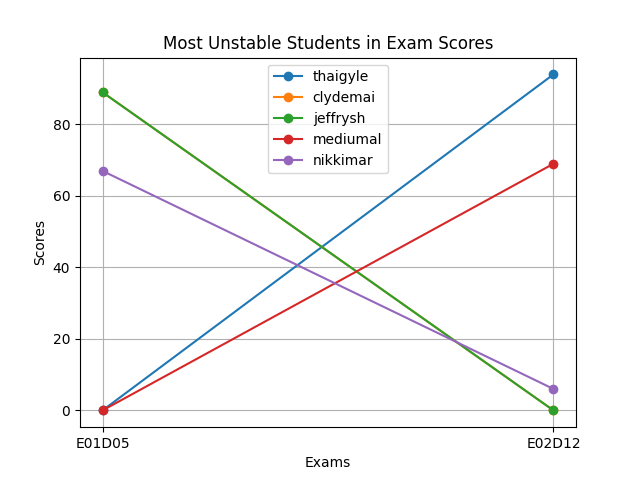 Most Unstable Students in Exam Scores
thaigyle
clydemai
jeffrysh
mediumal
nikkimar
Scores
80
60
40
20
0
E01D05 E02D12
Exams